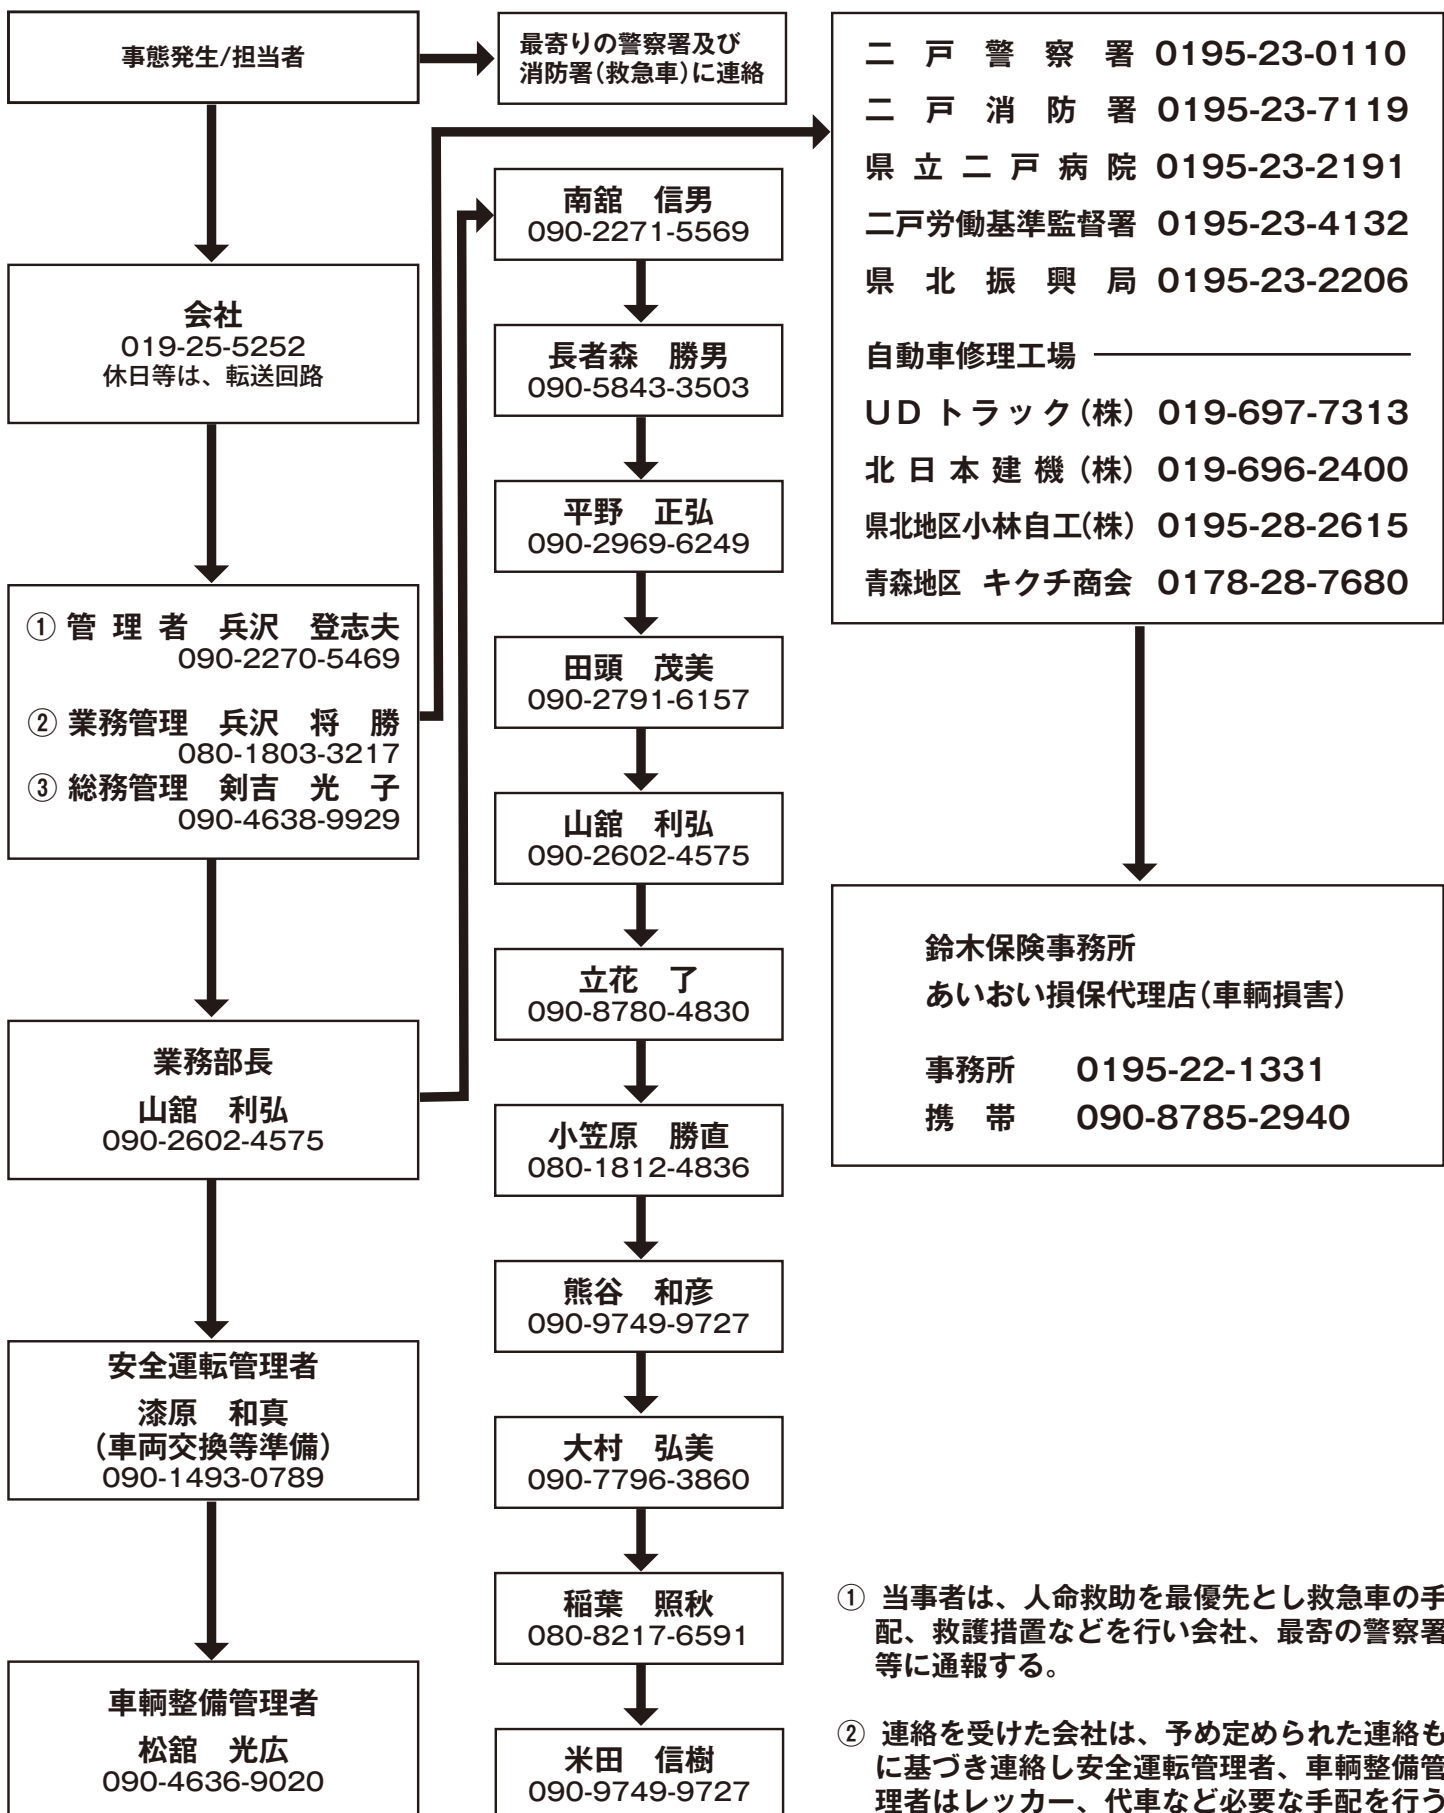 事態発生/担当者
最寄りの警察署及び
消防署(救急車)に連絡
会社
019-25-5252
休日等は、転送回路
① 管理者 兵沢 登志夫
090-2270-5469
② 業務管理 兵沢 将勝
080-1803-3217
③ 総務管理 剣吉 光子
090-4638-9929
業務部長
山舘 利弘
090-2602-4575
安全運転管理者
漆原 和真
(車両交換等準備)
090-1493-0789
車輌整備管理者
松舘 光広
090-4636-9020
南舘 信男
090-2271-5569
長者森 勝男
090-5843-3503
平野 正弘
090-2969-6249
田頭 茂美
090-2791-6157
山舘 利弘
090-2602-4575
立花 了
090-8780-4830
小笠原 勝直
080-1812-4836
熊谷 和彦
090-9749-9727
大村 弘美
090-7796-3860
稲葉 照秋
080-8217-6591
米田 信樹
090-9749-9727
二戸警察署 0195-23-0110
二戸消防署 0195-23-7119
県立二戸病院 0195-23-2191
二戸労働基準監督署 0195-23-4132
県北振興局 0195-23-2206
自動車修理工場
UDトラック(株) 019-697-7313
北日本建機(株) 019-696-2400
県北地区小林自工(株) 0195-28-2615
青森地区 キクチ商会 0178-28-7680
鈴木保険事務所
あいおい損保代理店(車輌損害)
事務所 0195-22-1331
携帯 090-8785-2940
① 当事者は、人命救助を最優先とし救急車の手
配、救護措置などを行い会社、最寄の警察署
等に通報する。
② 連絡を受けた会社は、予め定められた連絡も
に基づき連絡し安全運転管理者、車輌整備管
理者はレッカー、代車など必要な手配を行う